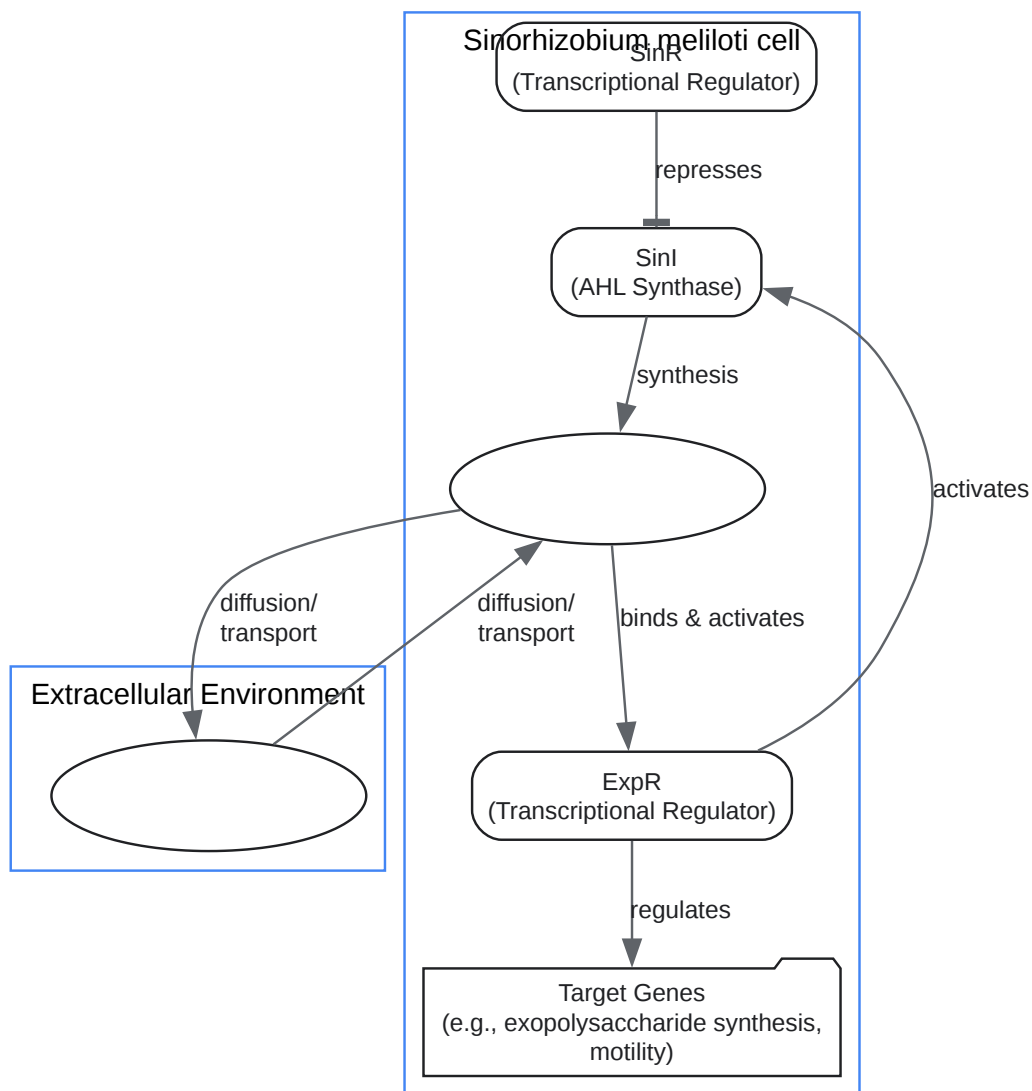 Sinorhizobium meliloti cell
SinR
(Transcriptional Regulator)
represses
SinI
(AHL Synthase)
synthesis
activates
diffusion/
transport
diffusion/
transport
binds & activates
Extracellular Environment
ExpR
(Transcriptional Regulator)
regulates
Target Genes
(e.g., exopolysaccharide synthesis,
motility)